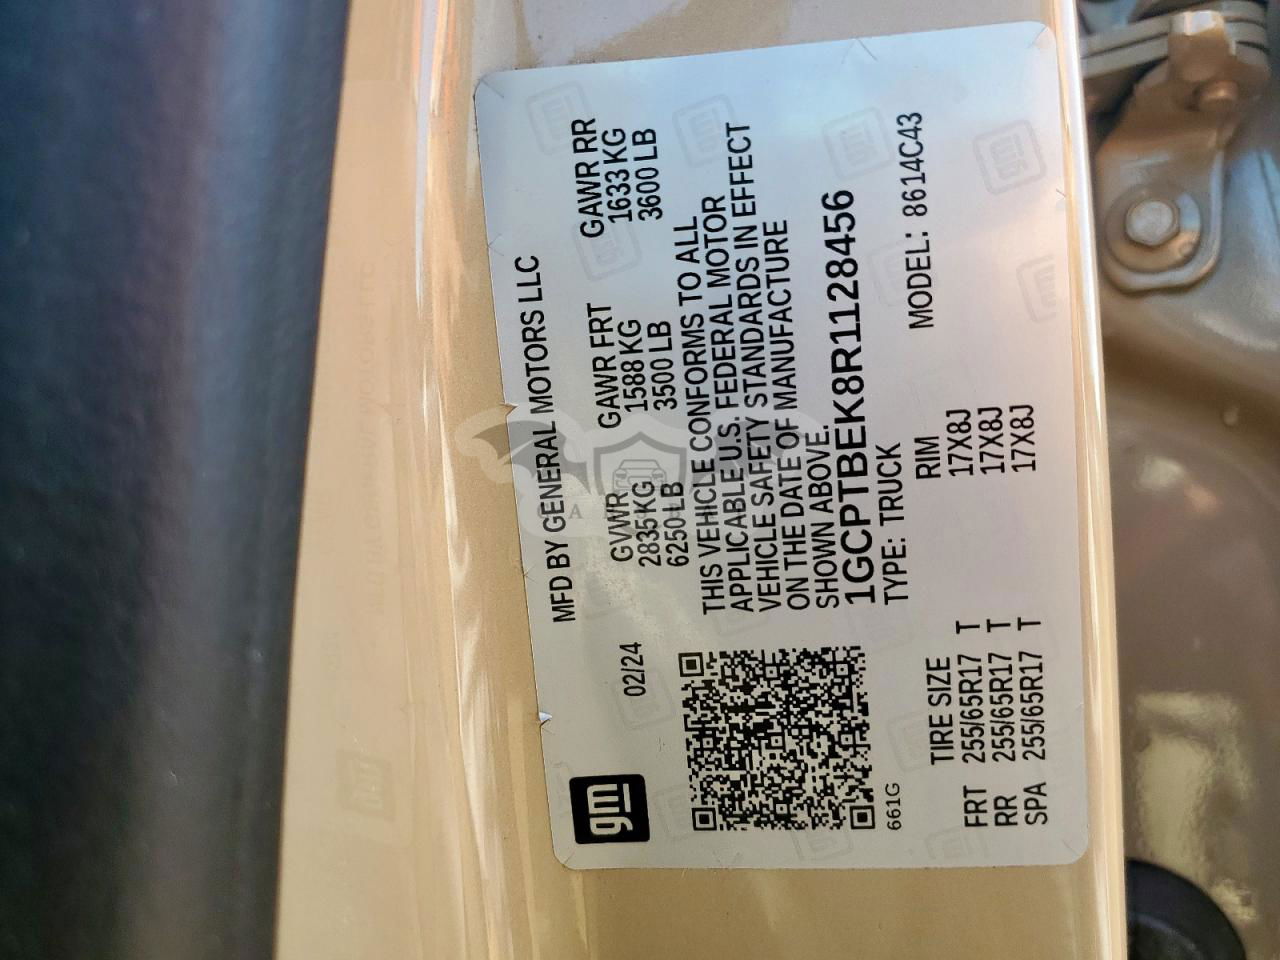 gm
MFD BY GENERAL MOTORS LLC
02/24
GVWR GAWR FRT GAWR RR
2835 KG 1588 KG 1633 KG
6250 LB 3500 LB 3600 LB
THIS VEHICLE CONFORMS TO ALL
APPLICABLE U.S. FEDERAL MOTOR
VEHICLE SAFETY STANDARDS IN EFFECT
ON THE DATE OF MANUFACTURE
SHOWN ABOVE.
1GCPTBEK8R1128456
TYPE: TRUCK MODEL: 8614C43
661G
TIRE SIZE RIM
FRT 255/65R17 T 17X8J
RR 255/65R17 T 17X8J
SPA 255/65R17 T 17X8J